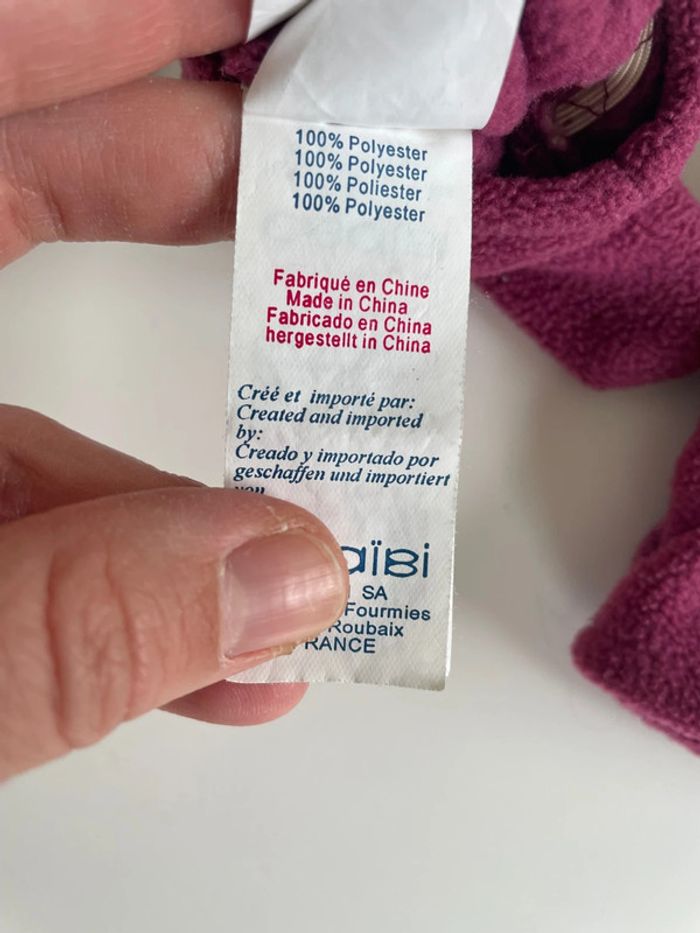 100% Polyester
100% Polyester
100% Poliester
100% Polyester
Fabriqué en Chine
Made in China
Fabricado en China
hergestellt in China
Créé et importé par:
Created and imported
by:
Creado y importado por
geschaffen und importiert
von
aïbi
SA
Fourmies
Roubaix
RANCE